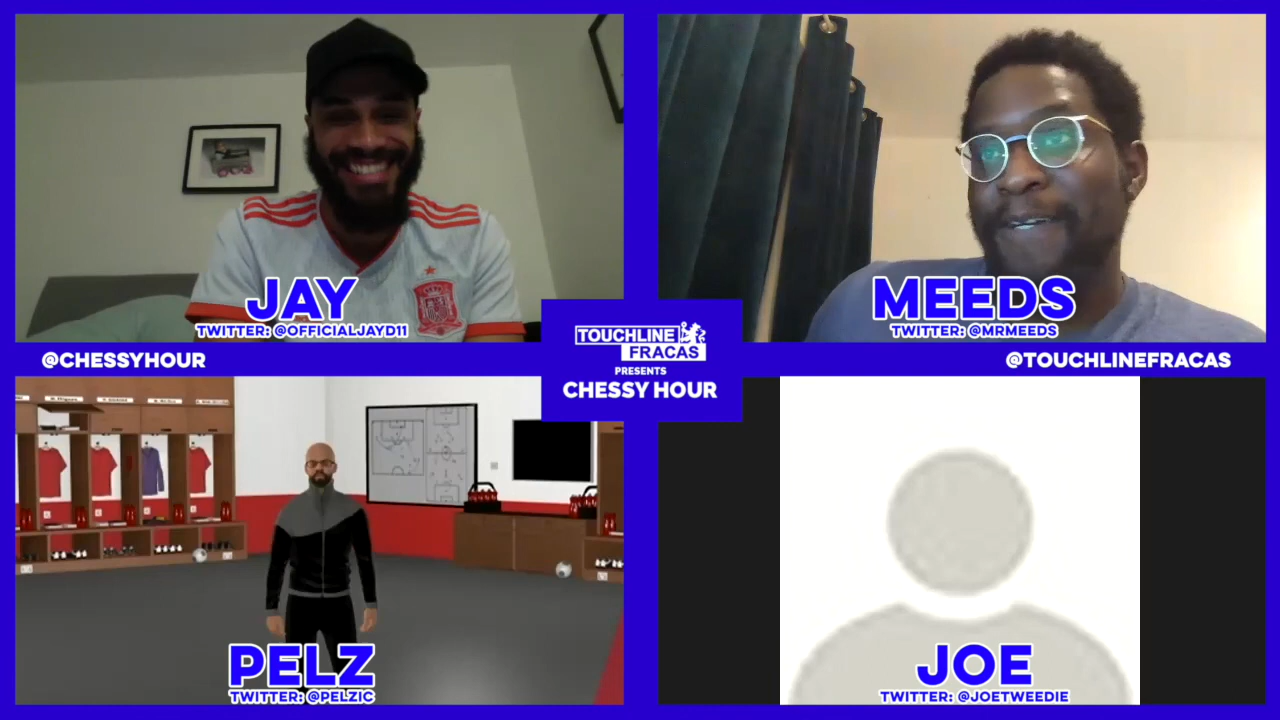 JAY
TWITTER: @OFFICIALJAYD11
MEEDS
TWITTER: @MRMEEDS
@CHESSYHOUR
TOUCHLINE
FRACAS
PRESENTS
CHESSY HOUR
@TOUCHLINEFRACAS
PELZ
TWITTER: @PELZIC
JOE
TWITTER: @JOETWEEDIE